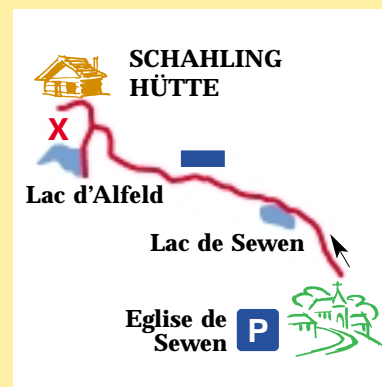 SCHAHLING
HÜTTE
X
Lac d'Alfeld
Lac de Sewen
Eglise de
Sewen
P